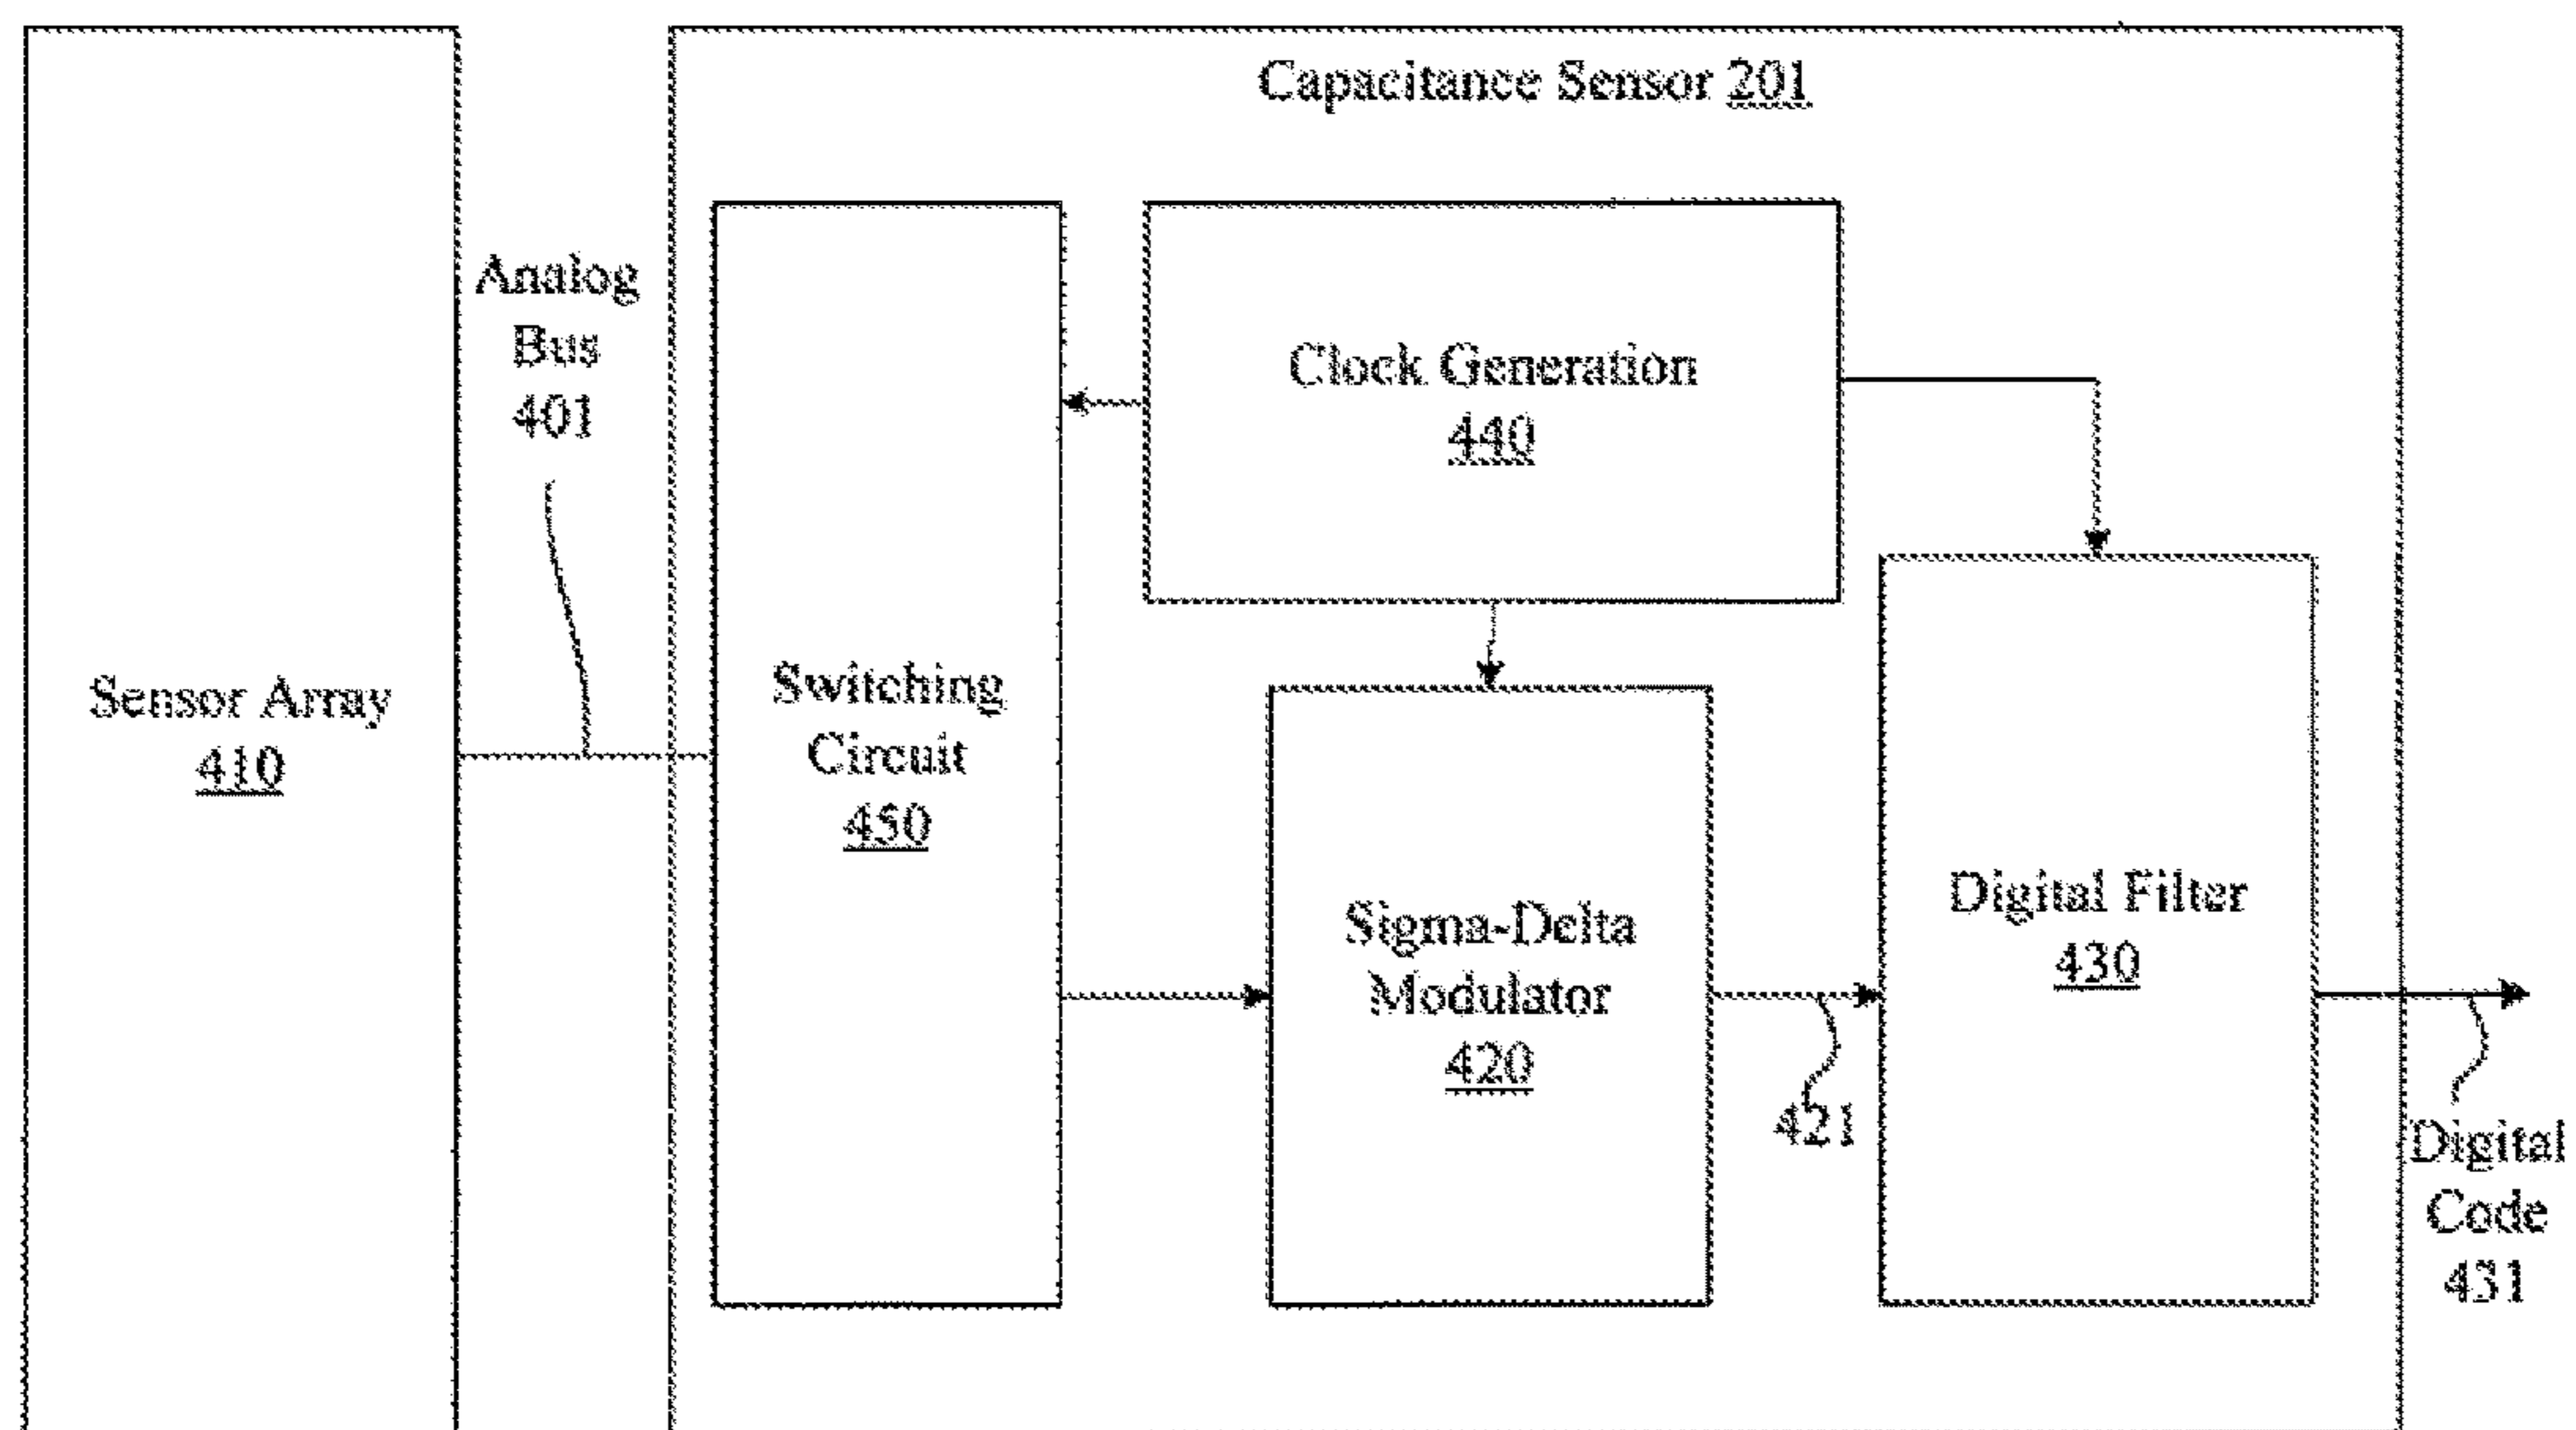 Capacitance Sensor 201
Analog
Bus
401
Clock Generation
440
Sensor Array
410
Switching
Circuit
450
Sigma-Delta
Modulator
420
421
Digital Filter
430
Digital
Code
431